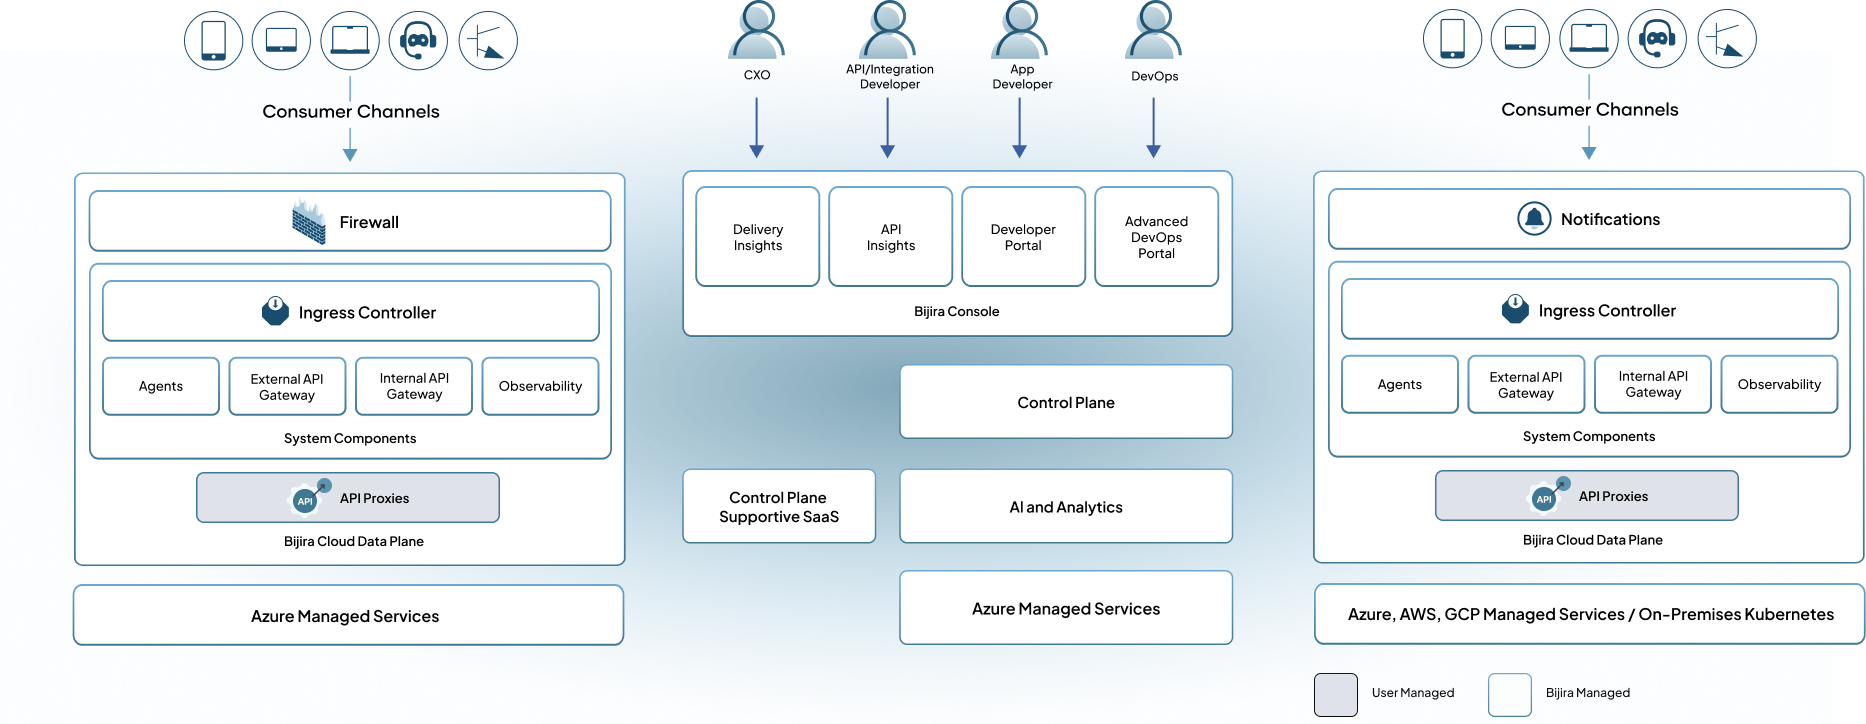 Consumer Channels
Firewall
Ingress Controller
Agents
External API
Gateway
Internal API
Gateway
Observability
System Components
API
API Proxies
Bijira Cloud Data Plane
Azure Managed Services
CXO
API/Integration
Developer
App
Developer
DevOps
Delivery
Insights
API
Insights
Developer
Portal
Advanced
DevOps
Portal
Bijira Console
Control Plane
Control Plane
Supportive SaaS
AI and Analytics
Azure Managed Services
Consumer Channels
Notifications
Ingress Controller
Agents
External API
Gateway
Internal API
Gateway
Observability
System Components
API
API Proxies
Bijira Cloud Data Plane
Azure, AWS, GCP Managed Services / On-Premises Kubernetes
User Managed
Bijira Managed